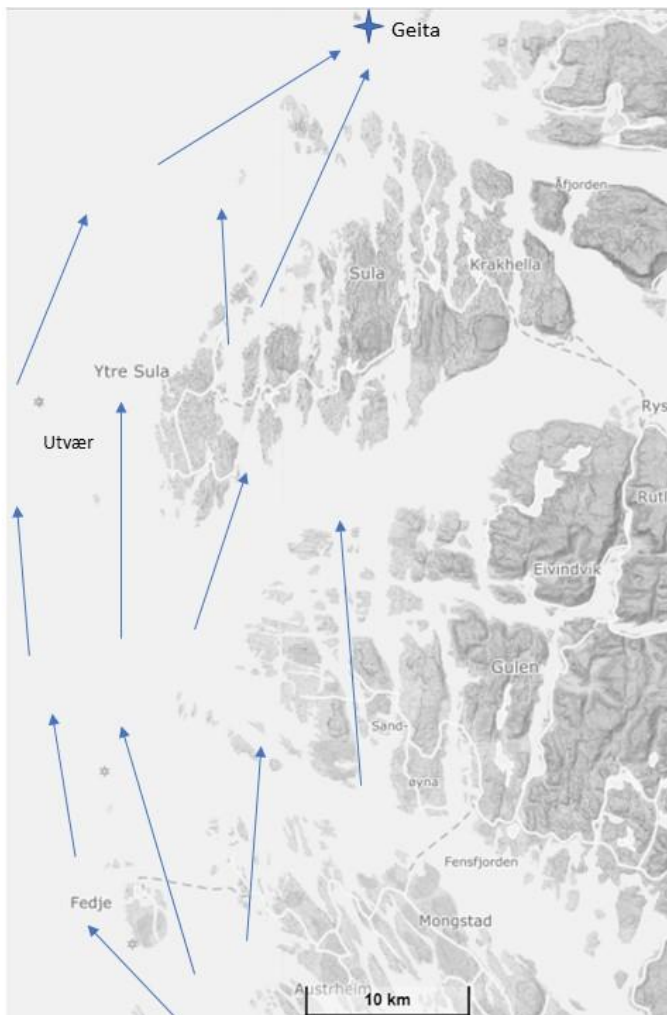 Geita
Åfjorden
Krakhella
Sula
Ytre Sula
Rys
Utvær
Rutl
Eivindvik
Gulen
Sand-
øyna
Fensfjorden
Fedje
Mongstad
Austrheim
10 km